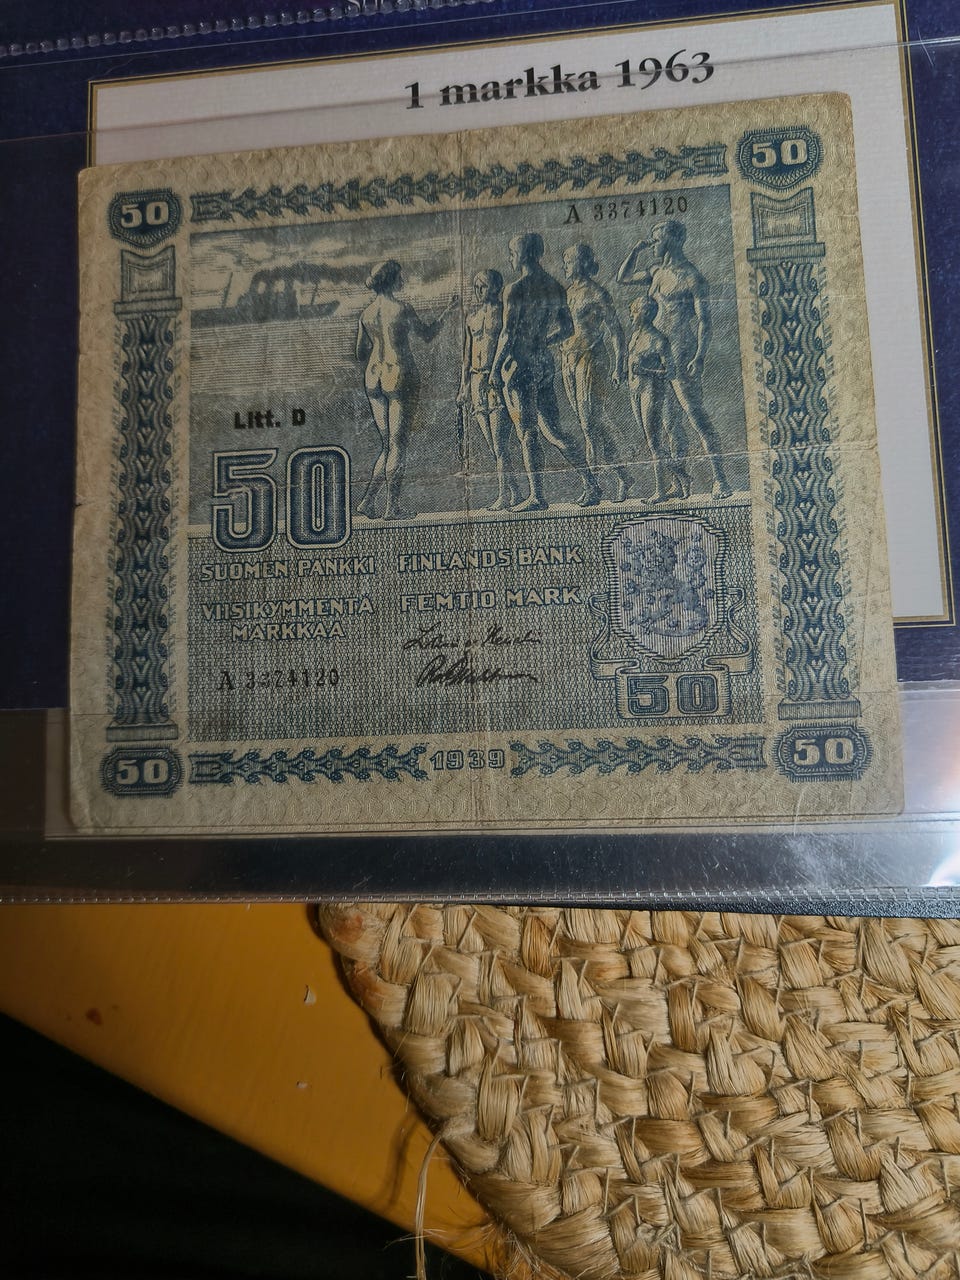 1 markka 1963
50
50
A 3374120
Litt. D
50
SUOMEN PANKKI FINLANDS BANK
VIISIKYMMENTÄ FEMTIO MARK
MARKKAA
A 3374120
50
50
1939
50